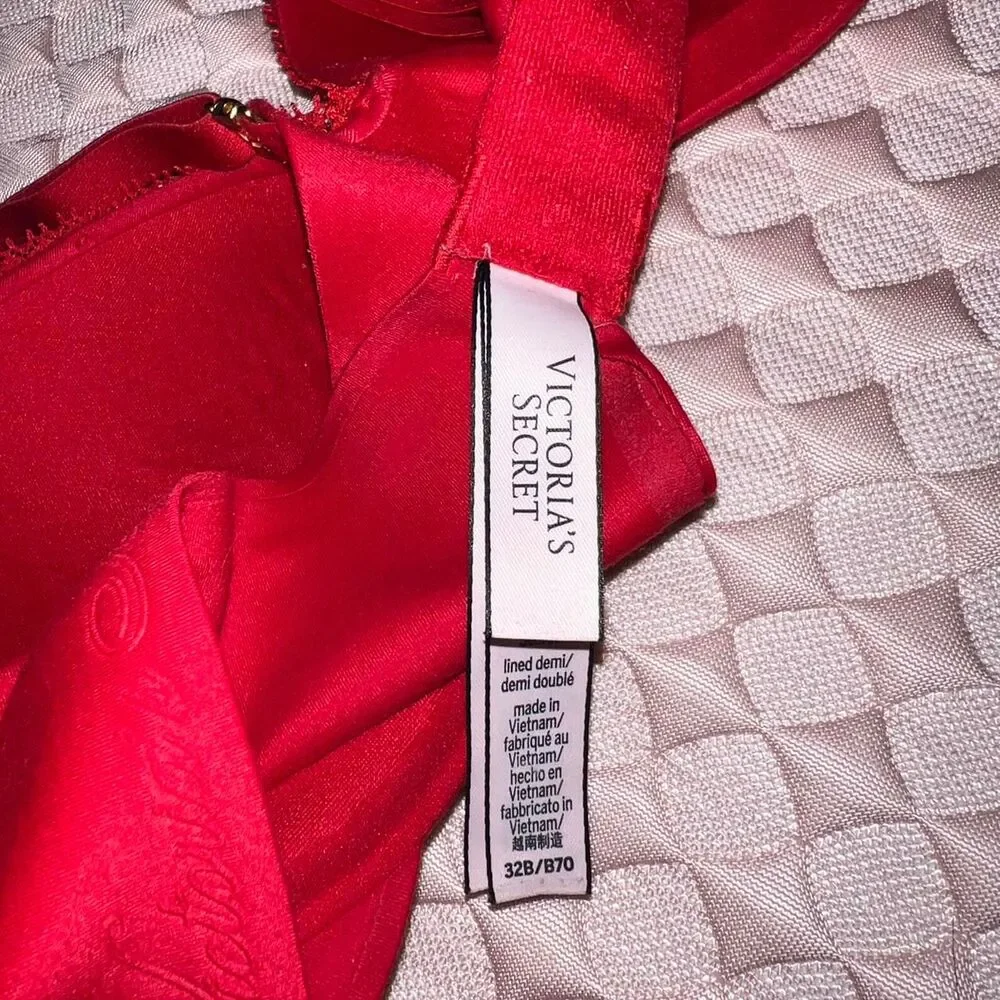 VICTORIA'S
SECRET
lined demi/
demi doublé
made in
Vietnam/
fabriqué au
Vietnam/
hecho en
Vietnam/
fabbricato in
Vietnam/
越南制造
32B/B70
Victoria's